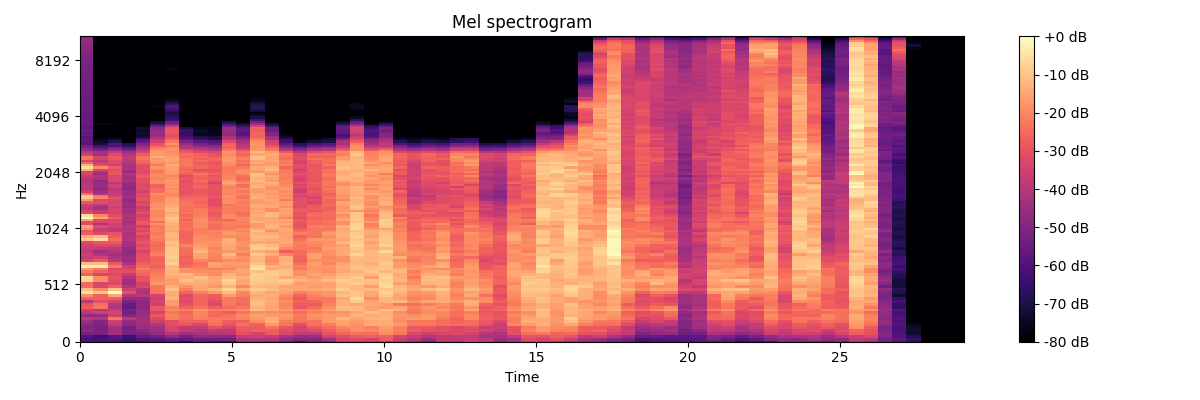 Mel spectrogram
8192
4096
2048
1024
512
0
Hz
0 5 10 15 20 25
Time
+0 dB
-10 dB
-20 dB
-30 dB
-40 dB
-50 dB
-60 dB
-70 dB
-80 dB